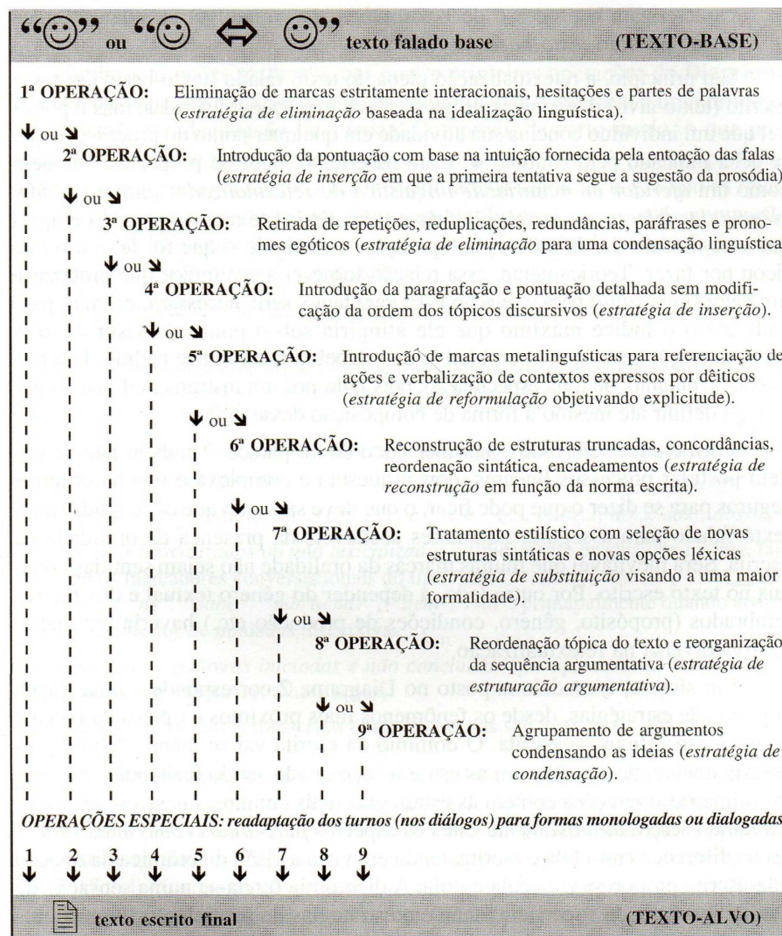 “☺” ou “☺ ⇔ ☺” texto falado base (TEXTO-BASE)
1ª OPERAÇÃO: Eliminação de marcas estritamente interacionais, hesitações e partes de palavras
(estratégia de eliminação baseada na idealização linguística).
ou
2ª OPERAÇÃO: Introdução da pontuação com base na intuição fornecida pela entoação das falas
(estratégia de inserção em que a primeira tentativa segue a sugestão da prosódia)
ou
3ª OPERAÇÃO: Retirada de repetições, reduplicações, redundâncias, paráfrases e prono-
mes egóticos (estratégia de eliminação para uma condensação linguística
ou
4ª OPERAÇÃO: Introdução da paragrafação e pontuação detalhada sem modifi-
cação da ordem dos tópicos discursivos (estratégia de inserção).
ou
5ª OPERAÇÃO: Introdução de marcas metalinguísticas para referenciação de
ações e verbalização de contextos expressos por dêiticos
(estratégia de reformulação objetivando explicitude).
ou
6ª OPERAÇÃO: Reconstrução de estruturas truncadas, concordâncias,
reordenação sintática, encadeamentos (estratégia de
reconstrução em função da norma escrita).
ou
7ª OPERAÇÃO: Tratamento estilístico com seleção de novas
estruturas sintáticas e novas opções léxicas
(estratégia de substituição visando a uma maior
formalidade).
ou
8ª OPERAÇÃO: Reordenação tópica do texto e reorganização
da sequência argumentativa (estratégia de
estruturação argumentativa).
ou
9ª OPERAÇÃO: Agrupamento de argumentos
condensando as ideias (estratégia de
condensação).
OPERAÇÕES ESPECIAIS: readaptação dos turnos (nos diálogos) para formas monologadas ou dialogadas
1 2 3 4 5 6 7 8 9
texto escrito final (TEXTO-ALVO)